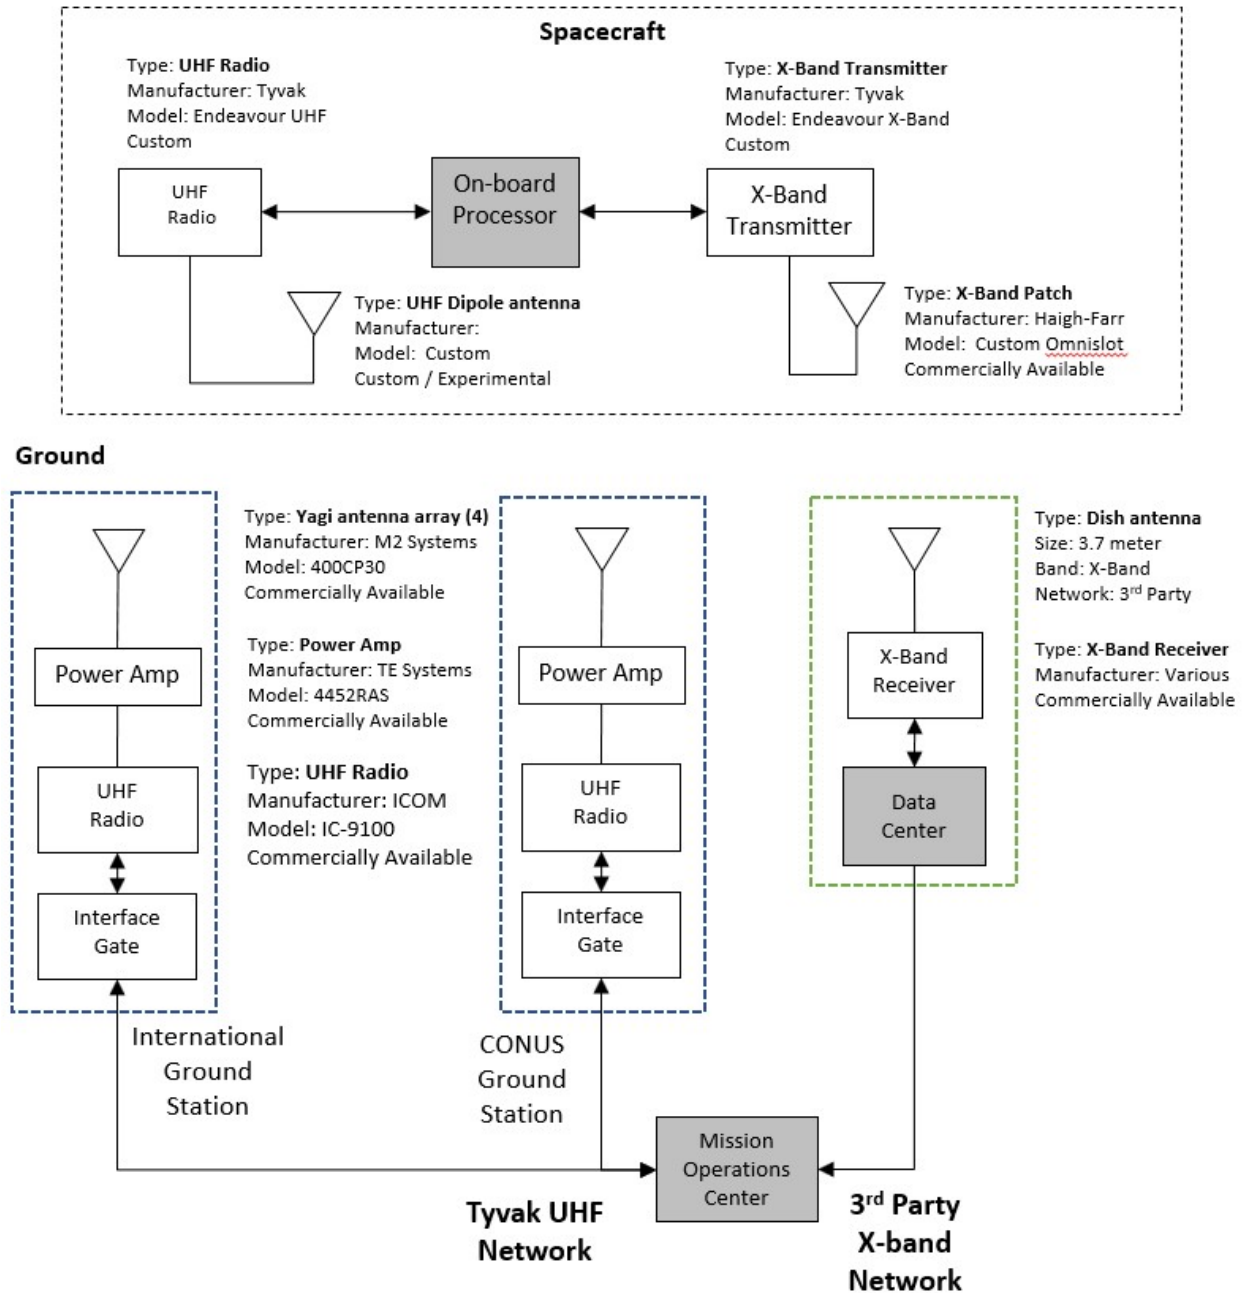 Spacecraft
Type: UHF Radio
Manufacturer: Tyvak
Model: Endeavour UHF
Custom
Type: X-Band Transmitter
Manufacturer: Tyvak
Model: Endeavour X-Band
Custom
UHF
Radio
On-board
Processor
X-Band
Transmitter
Type: UHF Dipole antenna
Manufacturer:
Model: Custom
Custom / Experimental
Type: X-Band Patch
Manufacturer: Haigh-Farr
Model: Custom Omnislot
Commercially Available
Ground
Type: Yagi antenna array (4)
Manufacturer: M2 Systems
Model: 400CP30
Commercially Available
Type: Power Amp
Manufacturer: TE Systems
Model: 4452RAS
Commercially Available
Type: UHF Radio
Manufacturer: ICOM
Model: IC-9100
Commercially Available
Power Amp
UHF
Radio
Interface
Gate
International
Ground
Station
Power Amp
UHF
Radio
Interface
Gate
CONUS
Ground
Station
Type: Dish antenna
Size: 3.7 meter
Band: X-Band
Network: 3rd Party
Type: X-Band Receiver
Manufacturer: Various
Commercially Available
X-Band
Receiver
Data
Center
Mission
Operations
Center
Tyvak UHF
Network
3rd Party
X-band
Network